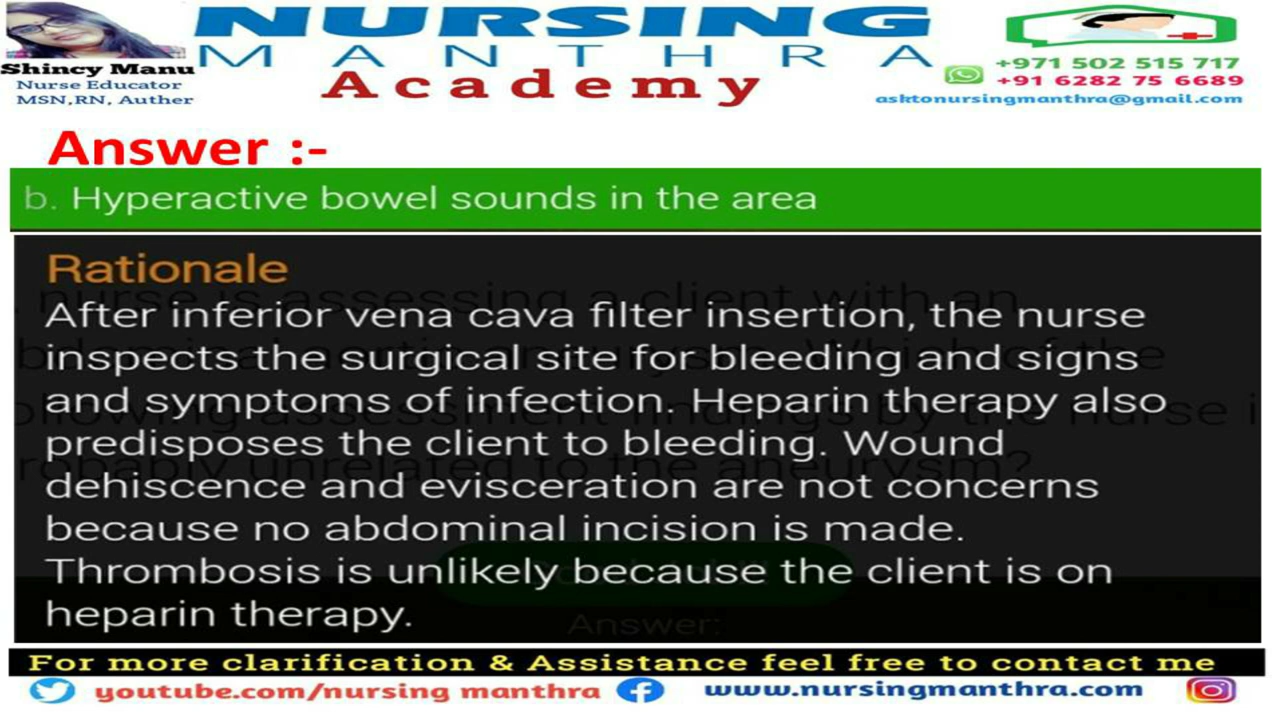 NURSING
MANTHRA
Academy
Shincy Manu
Nurse Educator
MSN,RN, Auther
+971 502 515 717
+91 6282 75 6689
asktonursingmanthra@gmail.com
Answer :-
b. Hyperactive bowel sounds in the area
Rationale
After inferior vena cava filter insertion, the nurse
inspects the surgical site for bleeding and signs
and symptoms of infection. Heparin therapy also
predisposes the client to bleeding. Wound
dehiscence and evisceration are not concerns
because no abdominal incision is made.
Thrombosis is unlikely because the client is on
heparin therapy.
Answer:
For more clarification & Assistance feel free to contact me
youtube.com/nursing manthra
www.nursingmanthra.com